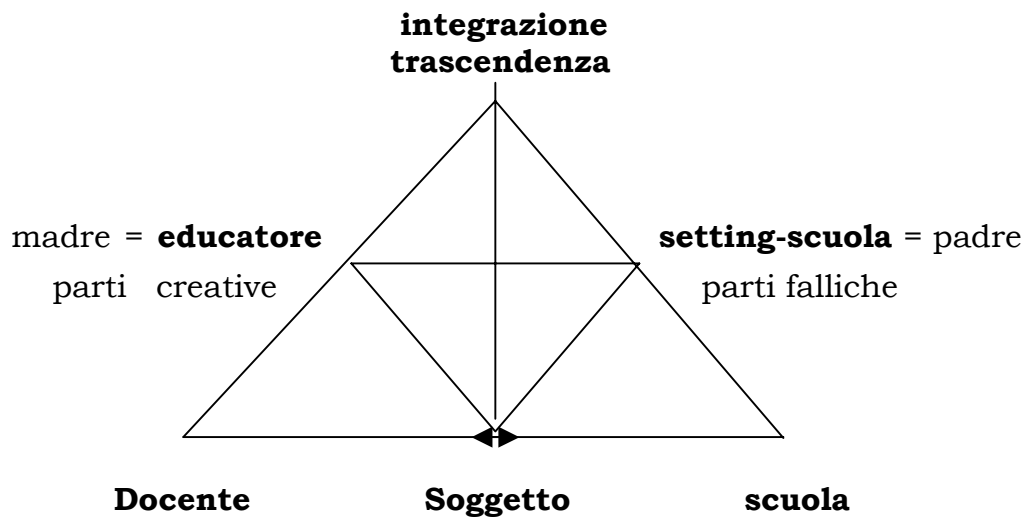 integrazione
trascendenza
madre = educatore
setting-scuola = padre
parti creative
parti falliche
Docente
Soggetto
scuola